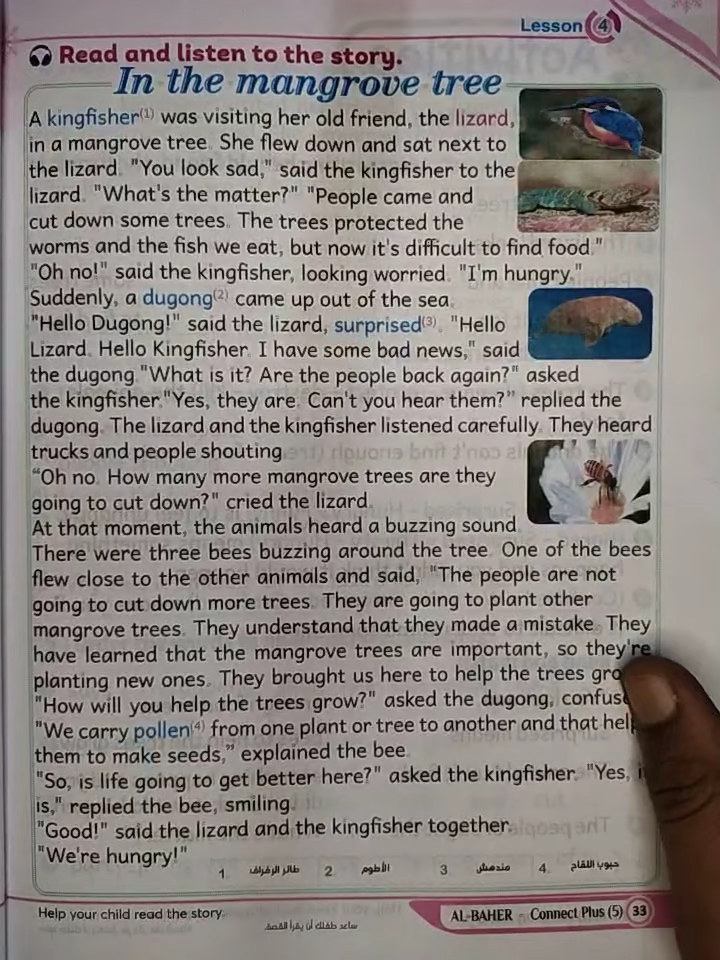 Lesson 4
Read and listen to the story.
In the mangrove tree
A kingfisher(1) was visiting her old friend, the lizard,
in a mangrove tree. She flew down and sat next to
the lizard. "You look sad," said the kingfisher to the
lizard. "What's the matter?" "People came and
cut down some trees. The trees protected the
worms and the fish we eat, but now it's difficult to find food."
"Oh no!" said the kingfisher, looking worried. "I'm hungry."
Suddenly, a dugong(2) came up out of the sea.
"Hello Dugong!" said the lizard, surprised(3). "Hello
Lizard. Hello Kingfisher. I have some bad news," said
the dugong."What is it? Are the people back again?" asked
the kingfisher."Yes, they are. Can't you hear them?" replied the
dugong. The lizard and the kingfisher listened carefully. They heard
trucks and people shouting.
"Oh no. How many more mangrove trees are they
going to cut down?" cried the lizard.
At that moment, the animals heard a buzzing sound.
There were three bees buzzing around the tree. One of the bees
flew close to the other animals and said, "The people are not
going to cut down more trees. They are going to plant other
mangrove trees. They understand that they made a mistake. They
have learned that the mangrove trees are important, so they're
planting new ones. They brought us here to help the trees gro
"How will you help the trees grow?" asked the dugong, confus
"We carry pollen(4) from one plant or tree to another and that hel
them to make seeds," explained the bee.
"So, is life going to get better here?" asked the kingfisher. "Yes, i
is," replied the bee, smiling.
"Good!" said the lizard and the kingfisher together.
"We're hungry!"
1. طائر الرفراف 2. الأطوم 3. مندهش 4. حبوب اللقاح
Help your child read the story.
ساعد طفلك أن يقرأ القصة.
AL-BAHER - Connect Plus (5) 33